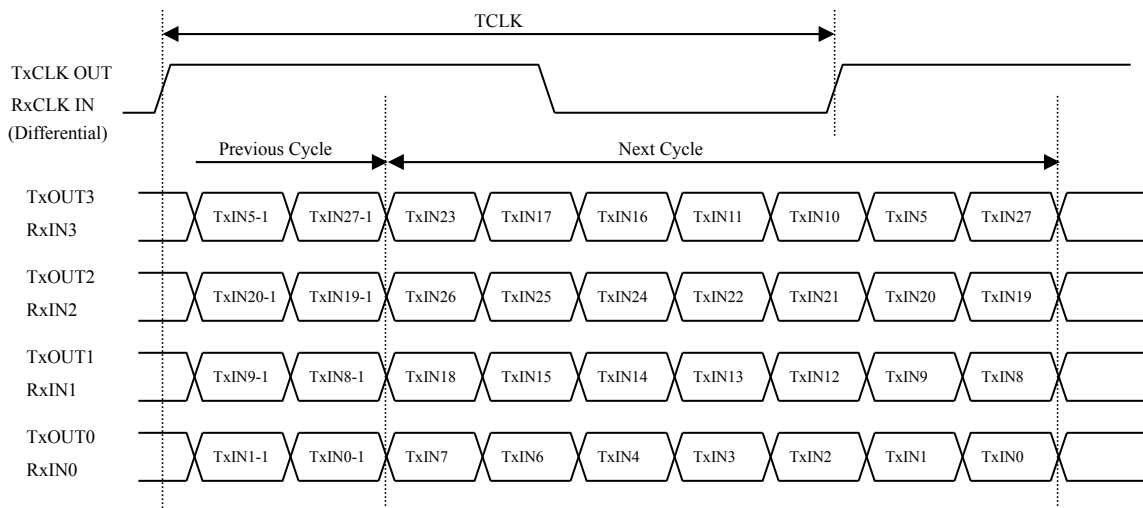 TCLK
TxCLK OUT
RxCLK IN
(Differential)
Previous Cycle Next Cycle
TxOUT3
RxIN3
TxIN5-1 TxIN27-1 TxIN23 TxIN17 TxIN16 TxIN11 TxIN10 TxIN5 TxIN27
TxOUT2
RxIN2
TxIN20-1 TxIN19-1 TxIN26 TxIN25 TxIN24 TxIN22 TxIN21 TxIN20 TxIN19
TxOUT1
RxIN1
TxIN9-1 TxIN8-1 TxIN18 TxIN15 TxIN14 TxIN13 TxIN12 TxIN9 TxIN8
TxOUT0
RxIN0
TxIN1-1 TxIN0-1 TxIN7 TxIN6 TxIN4 TxIN3 TxIN2 TxIN1 TxIN0